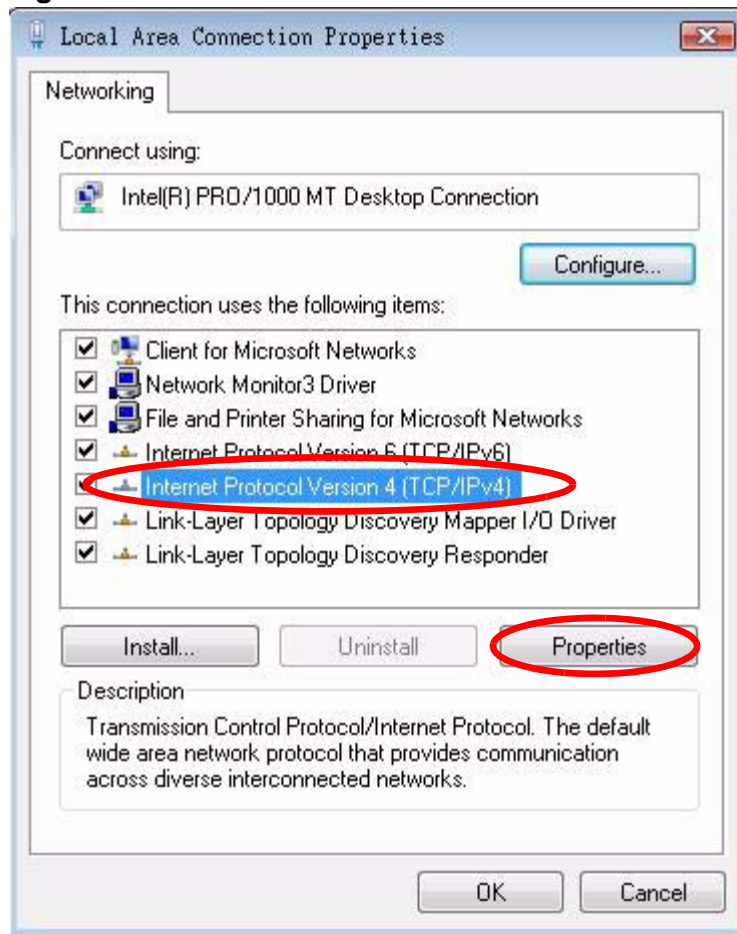 Local Area Connection Properties
Networking
Connect using:
Intel(R) PRO/1000 MT Desktop Connection
Configure...
This connection uses the following items:
Client for Microsoft Networks
Network Monitor3 Driver
File and Printer Sharing for Microsoft Networks
Internet Protocol Version 6 (TCP/IPv6)
Internet Protocol Version 4 (TCP/IPv4)
Link-Layer Topology Discovery Mapper I/O Driver
Link-Layer Topology Discovery Responder
Install...
Uninstall
Properties
Description
Transmission Control Protocol/Internet Protocol. The default
wide area network protocol that provides communication
across diverse interconnected networks.
OK
Cancel